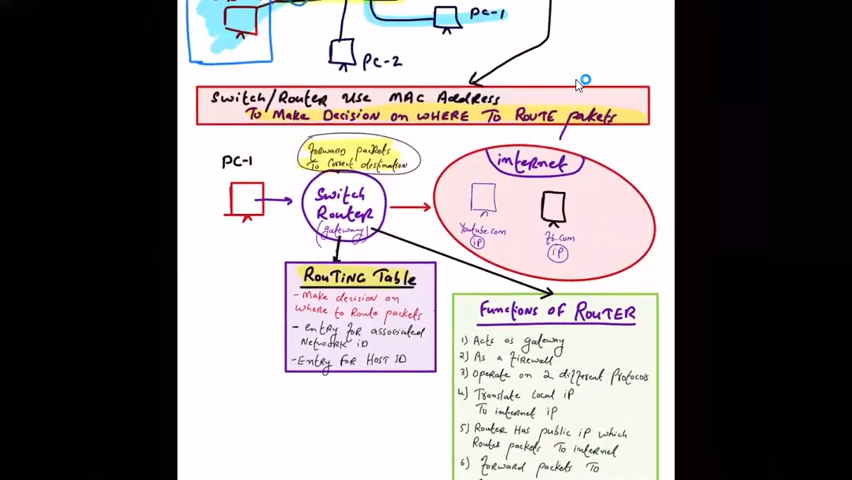 PC-1
PC-2
Switch/Router Use MAC Address
To Make Decision on WHERE To RouTE packets
PC-1
forward packets
To correct destination
Switch
Router
(gateway)
internet
Youtube.com
iP
fb.com
iP
RouTiNG Table
- Make decision on
where to Route packets
- entry for associated
Network iD
- Entry FOR HOST ID
Functions of RouTER
1) Acts as gateway
2) As a firewall
3) Operate on 2 different Protocols
4) Translate Local iP
To internet iP
5) Router Has public iP which
Routes packets To internet
6) forward packets To